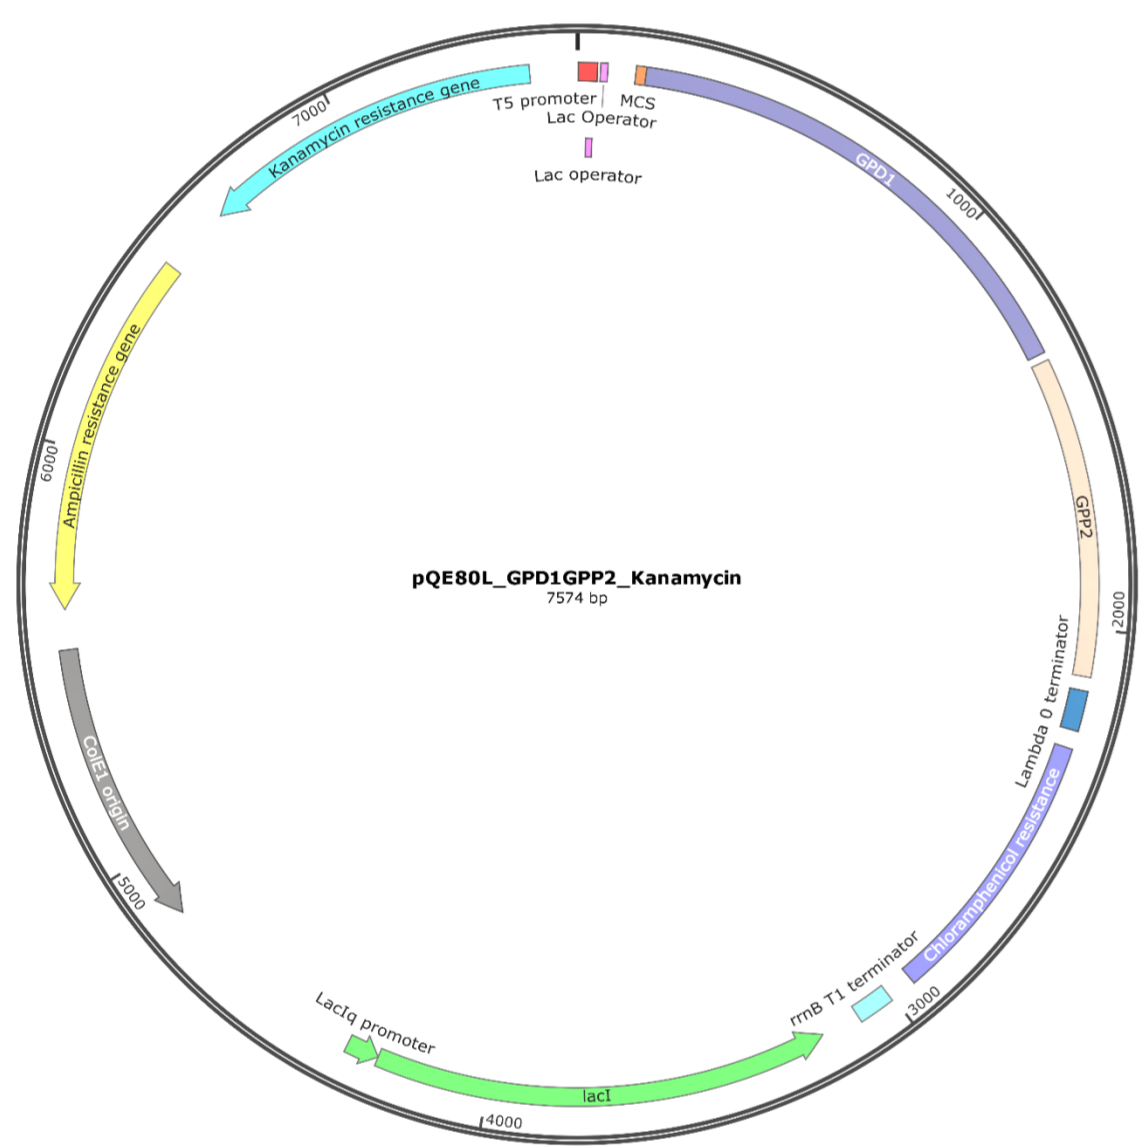 Kanamycin resistance gene
T5 promoter
MCS
Lac Operator
Lac operator
GPD1
1000
GPP2
2000
Lambda 0 terminator
Chloramphenicol resistance
3000
rrnB T1 terminator
lacI
LacIq promoter
4000
5000
ColE1 origin
6000
Ampicillin resistance gene
7000
pQE80L_GPD1GPP2_Kanamycin
7574 bp